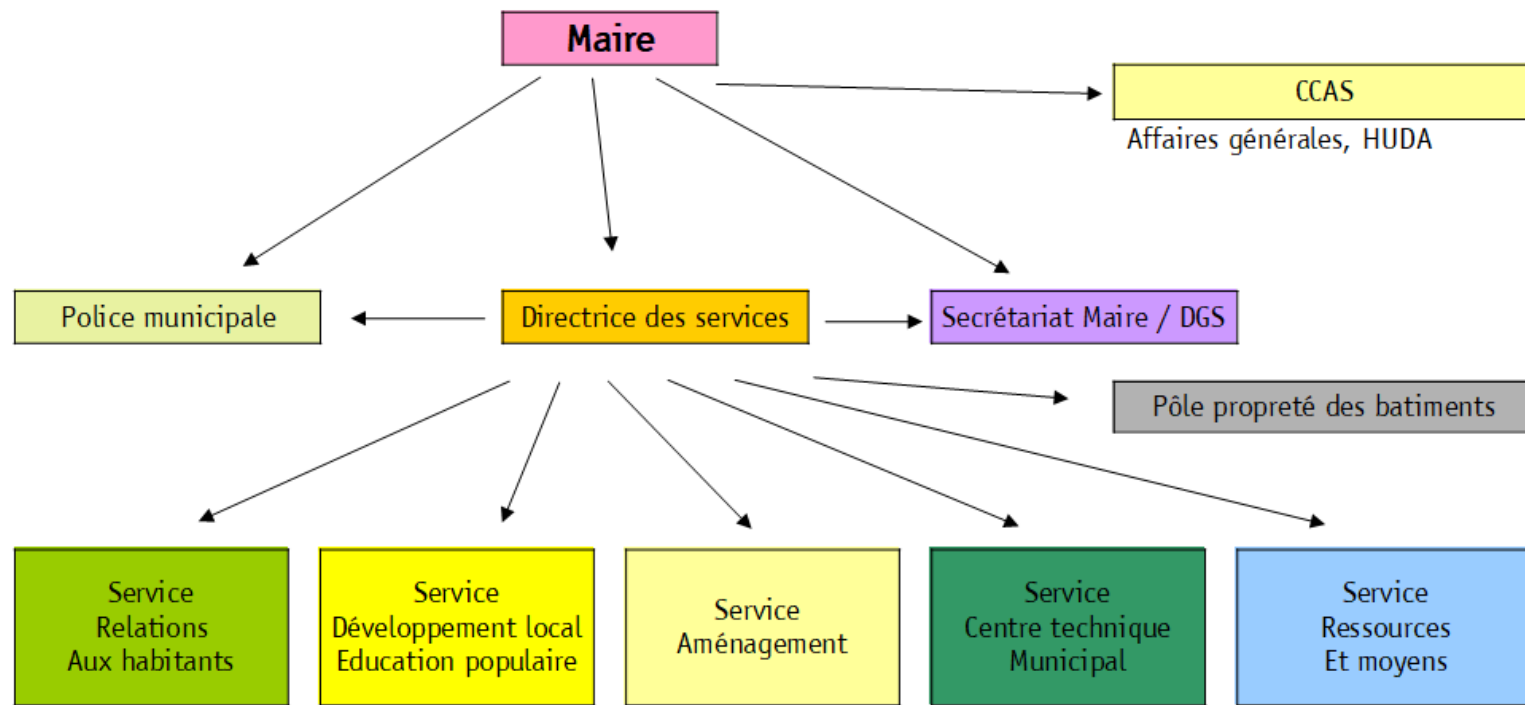 Maire
CCAS
Affaires générales, HUDA
Police municipale
Directrice des services
Secrétariat Maire / DGS
Pôle propreté des batiments
Service
Relations
Aux habitants
Service
Développement local
Education populaire
Service
Aménagement
Service
Centre technique
Municipal
Service
Ressources
Et moyens